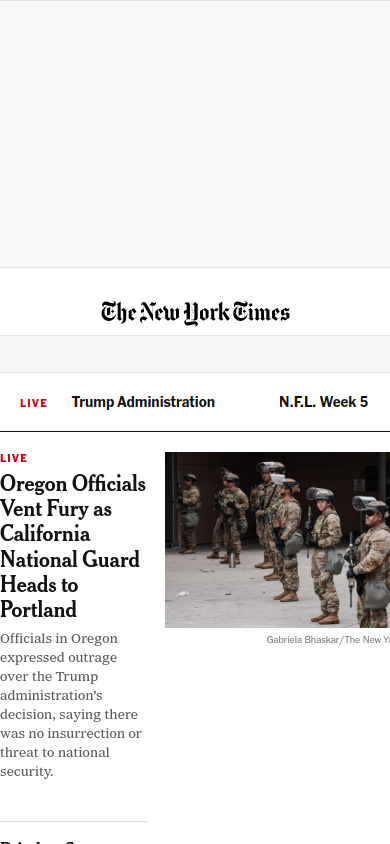 The New York Times
LIVE
Trump Administration
N.F.L. Week 5
LIVE
Oregon Officials
Vent Fury as
California
National Guard
Heads to
Portland
Gabriela Bhaskar/The New Y
Officials in Oregon
expressed outrage
over the Trump
administration's
decision, saying there
was no insurrection or
threat to national
security.